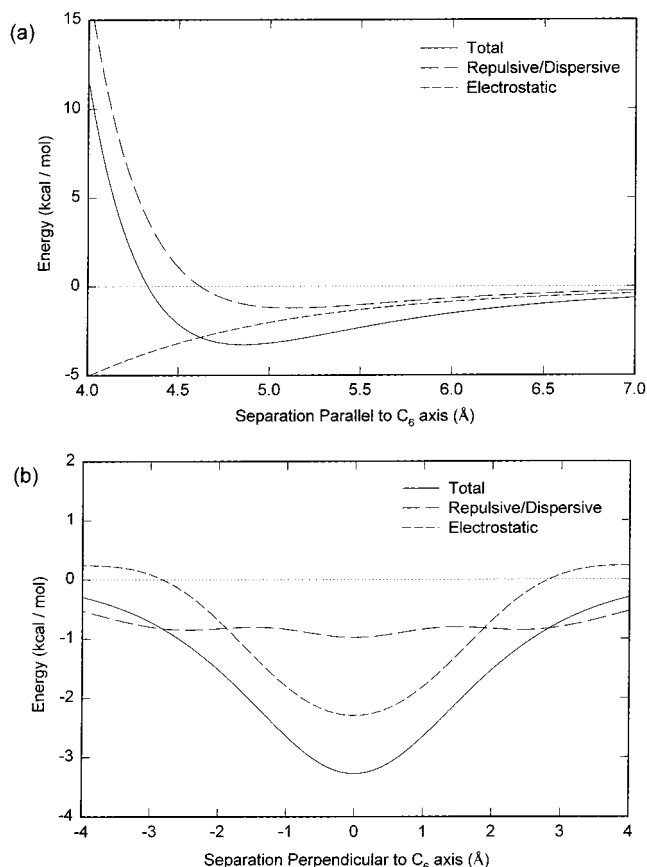 (a)
15
10
5
0
-5
Energy (kcal / mol)
Total
Repulsive/Dispersive
Electrostatic
4.0 4.5 5.0 5.5 6.0 6.5 7.0
Separation Parallel to C6 axis (Å)
(b)
2
1
0
-1
-2
-3
-4
Energy (kcal / mol)
Total
Repulsive/Dispersive
Electrostatic
-4 -3 -2 -1 0 1 2 3 4
Separation Perpendicular to C6 axis (Å)